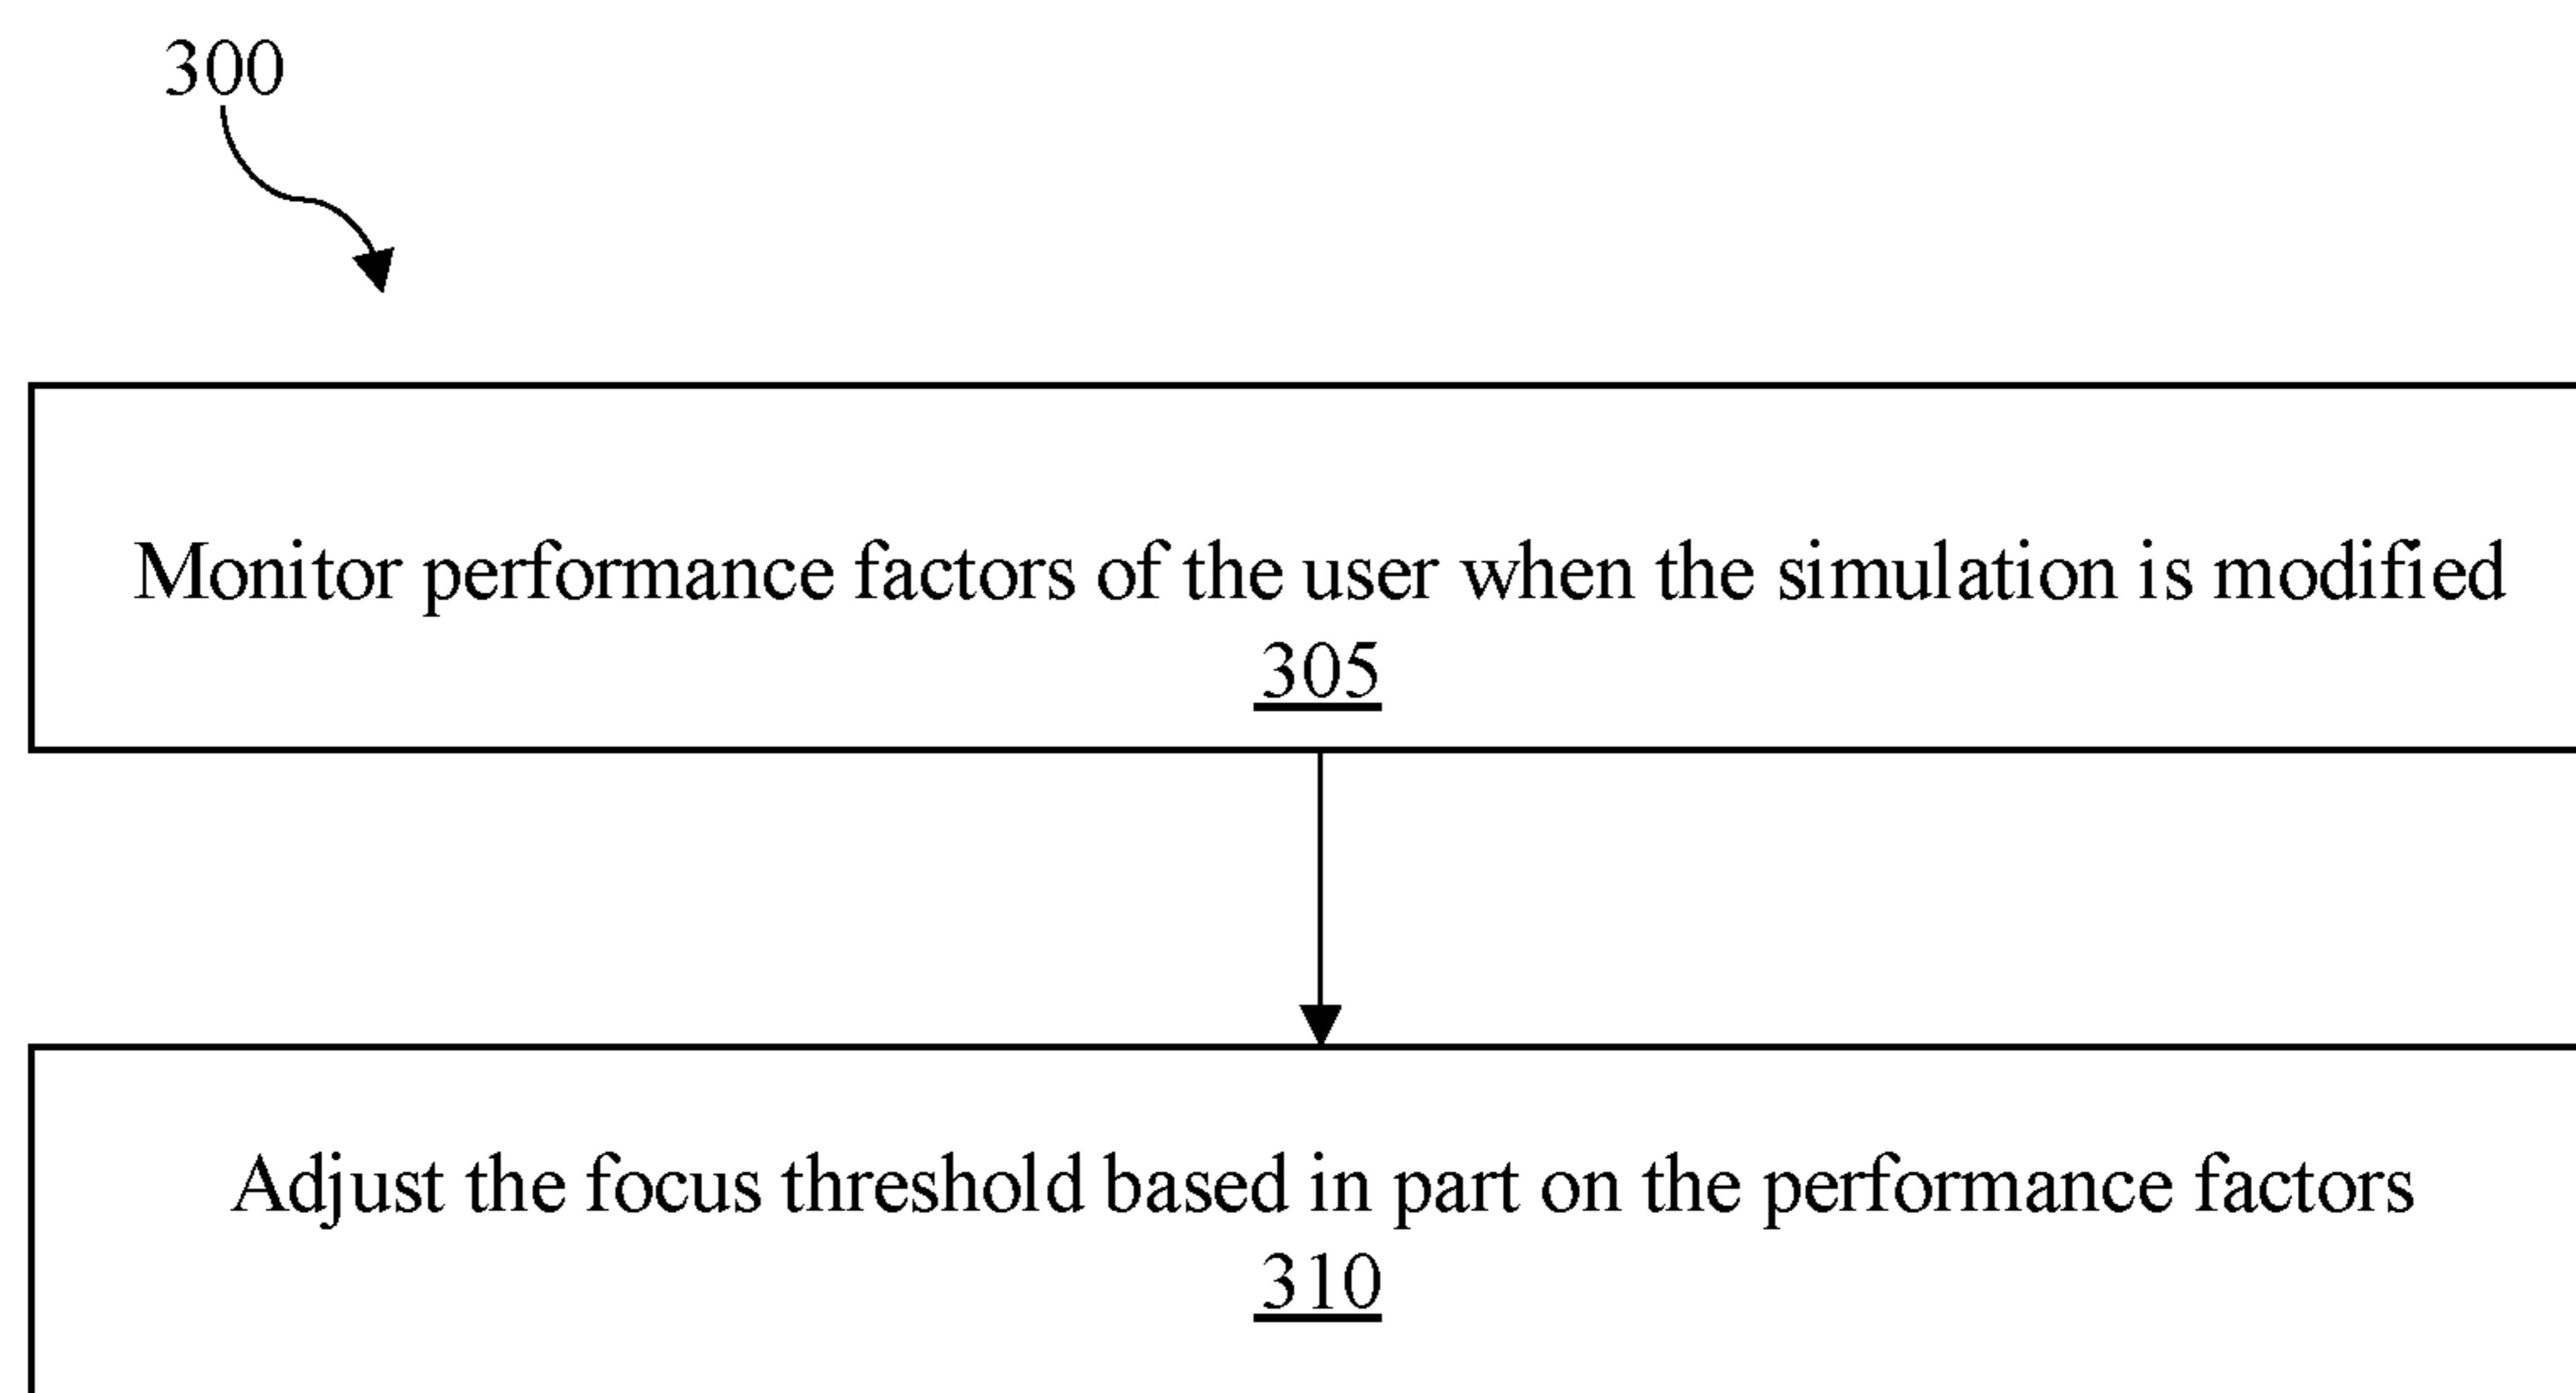 300
Monitor performance factors of the user when the simulation is modified
305
Adjust the focus threshold based in part on the performance factors
310